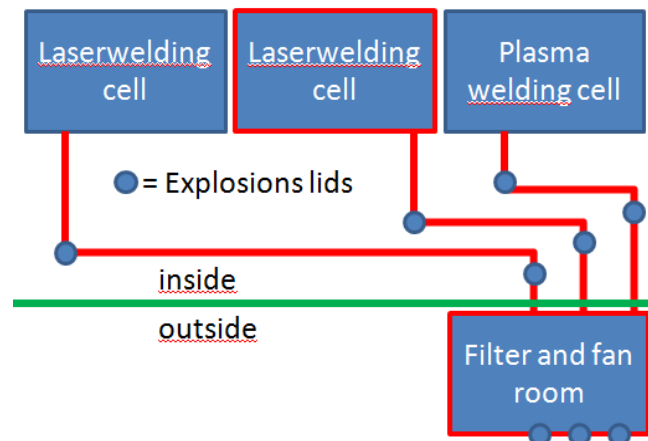 Laserwelding
cell
Laserwelding
cell
Plasma
welding cell
= Explosions lids
inside
outside
Filter and fan
room